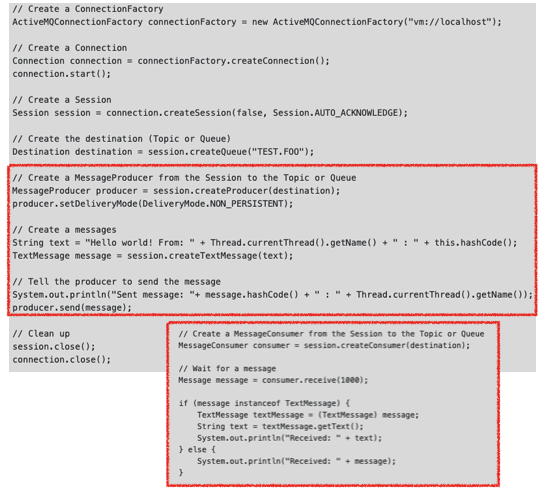 // Create a ConnectionFactory
ActiveMQConnectionFactory connectionFactory = new ActiveMQConnectionFactory("vm://localhost");
// Create a Connection
Connection connection = connectionFactory.createConnection();
connection.start();
// Create a Session
Session session = connection.createSession(false, Session.AUTO_ACKNOWLEDGE);
// Create the destination (Topic or Queue)
Destination destination = session.createQueue("TEST.FOO");
// Create a MessageProducer from the Session to the Topic or Queue
MessageProducer producer = session.createProducer(destination);
producer.setDeliveryMode(DeliveryMode.NON_PERSISTENT);
// Create a messages
String text = "Hello world! From: " + Thread.currentThread().getName() + " : " + this.hashCode();
TextMessage message = session.createTextMessage(text);
// Tell the producer to send the message
System.out.println("Sent message: "+ message.hashCode() + " : " + Thread.currentThread().getName());
producer.send(message);
// Clean up
session.close();
connection.close();
// Create a MessageConsumer from the Session to the Topic or Queue
MessageConsumer consumer = session.createConsumer(destination);
// Wait for a message
Message message = consumer.receive(1000);
if (message instanceof TextMessage) {
    TextMessage textMessage = (TextMessage) message;
    String text = textMessage.getText();
    System.out.println("Received: " + text);
} else {
    System.out.println("Received: " + message);
}